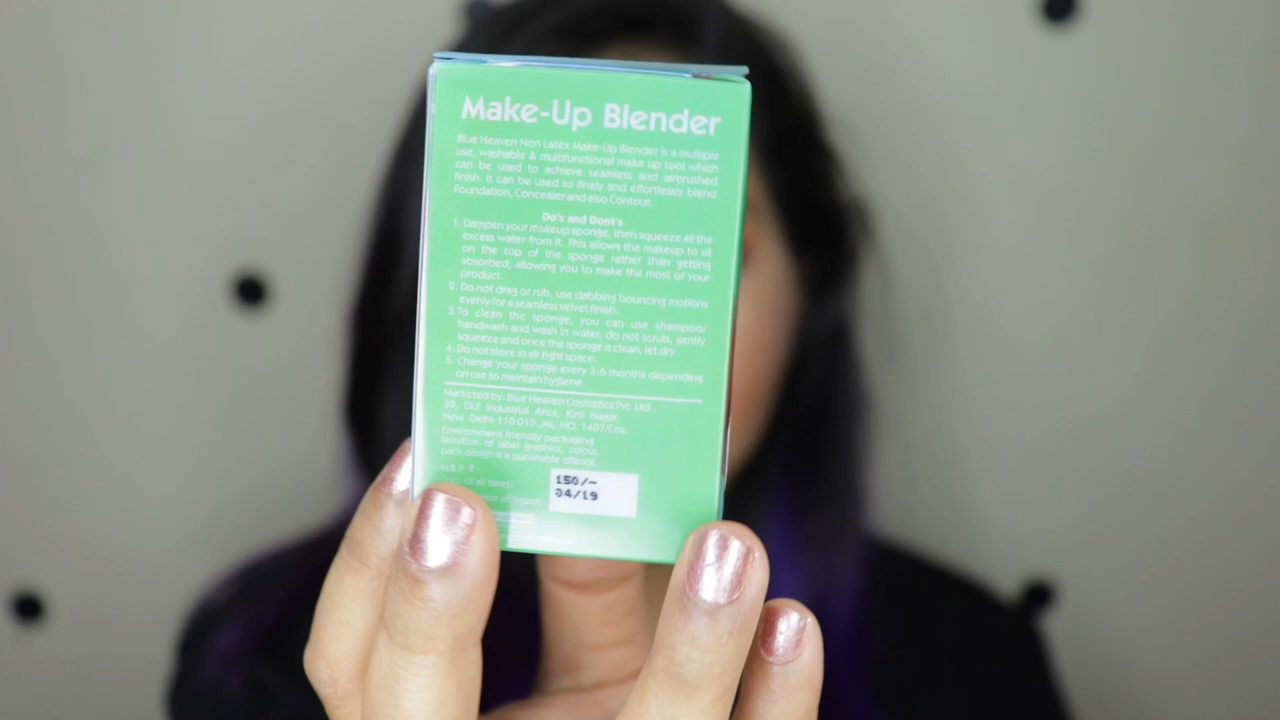 Make-Up Blender
Blue Heaven Non Latex Make-Up Blender is a multiple
use, washable & multifunctional make up tool which
can be used to achieve seamless and airbrushed
finish. It can be used to finely and effortlessly blend
Foundation, Concealer and also Contour.
Do's and Dont's
1. Dampen your makeup sponge, then squeeze all the
excess water from it. This allows the makeup to sit
on the top of the sponge rather than getting
absorbed, allowing you to make the most of your
product.
2. Do not drag or rub, use dabbing bouncing motions
evenly for a seamless velvet finish.
3. To clean the sponge, you can use shampoo/
handwash and wash in water, do not scrub, gently
squeeze and once the sponge is clean, let dry.
4. Do not store in air tight space.
5. Change your sponge every 3-6 months depending
on use to maintain hygiene.
Marketed by: Blue Heaven Cosmetics Pvt. Ltd.,
39, DLF Industrial Area, Kirti Nagar,
New Delhi-110 015., ML. NO. 1407/Cos.
Environment friendly packaging
Imitation of label graphics, colour,
pack design is a punishable offence.
M.R.P. ₹
of all taxes
of Import
150/-
04/19